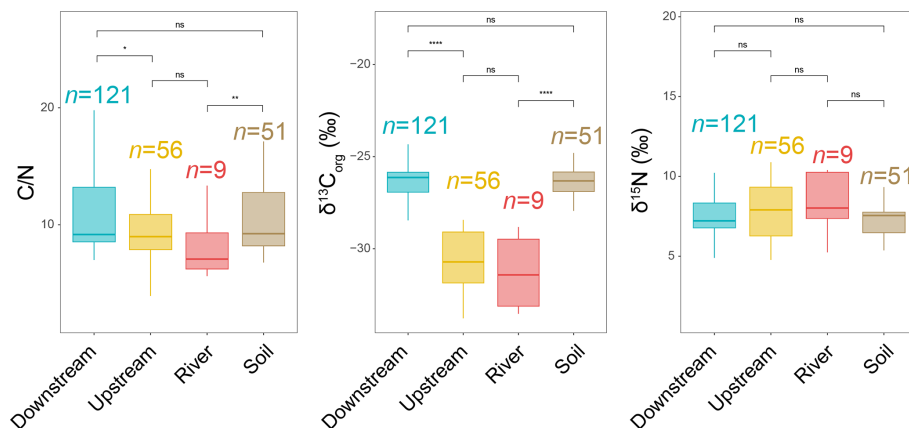 ns
*
ns
**
n=121
n=56
n=9
n=51
20
10
C/N
Downstream
Upstream
River
Soil
ns
****
ns
****
n=121
n=56
n=9
n=51
−20
−25
−30
δ¹³C_org (‰)
Downstream
Upstream
River
Soil
ns
ns
ns
ns
n=121
n=56
n=9
n=51
20
15
10
5
δ¹⁵N (‰)
Downstream
Upstream
River
Soil